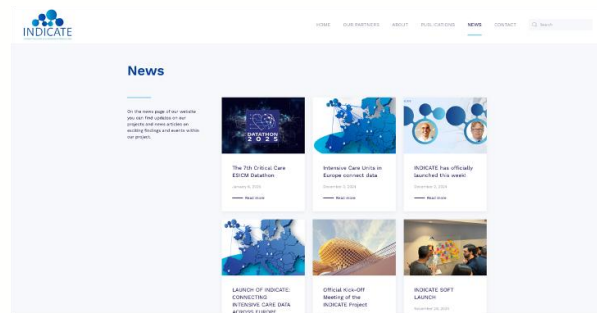 INDICATE
HOME OUR PARTNERS ABOUT PUBLICATIONS NEWS CONTACT Search
News
On the news page of our website
you can find updates on our
projects and news articles on
exciting findings and events within
our project.
DATATHON
2025
The 7th Critical Care
ESICM Datathon
Read more
Intensive Care Units in
Europe connect data
Read more
INDICATE has officially
launched this week!
Read more
LAUNCH OF INDICATE:
CONNECTING
INTENSIVE CARE DATA
ACROSS EUROPE
Official Kick-Off
Meeting of the
INDICATE Project
INDICATE SOFT
LAUNCH